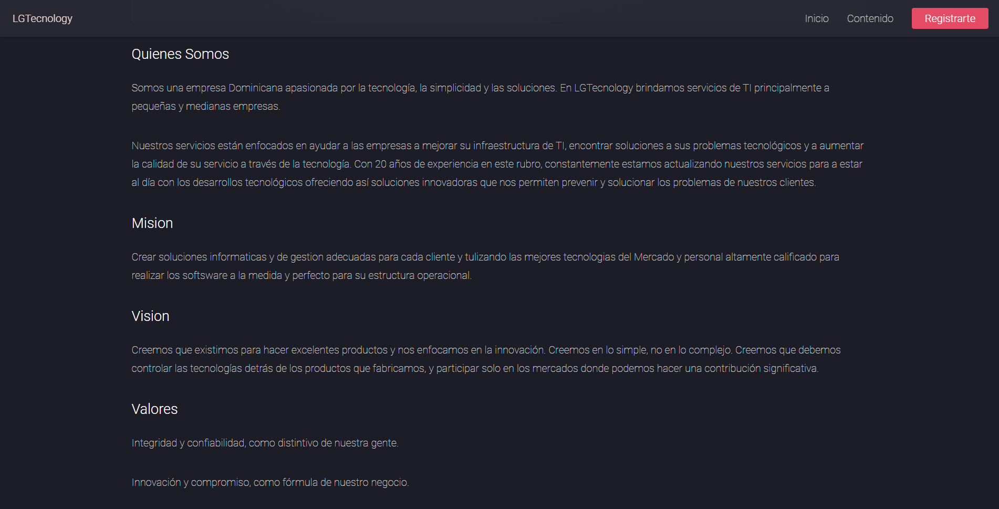 LGTecnology
Inicio
Contenido
Registrarte
Quienes Somos
Somos una empresa Dominicana apasionada por la tecnología, la simplicidad y las soluciones. En LGTecnology brindamos servicios de TI principalmente a
pequeñas y medianas empresas.
Nuestros servicios están enfocados en ayudar a las empresas a mejorar su infraestructura de TI, encontrar soluciones a sus problemas tecnológicos y a aumentar
la calidad de su servicio a través de la tecnología. Con 20 años de experiencia en este rubro, constantemente estamos actualizando nuestros servicios para a estar
al día con los desarrollos tecnológicos ofreciendo así soluciones innovadoras que nos permiten prevenir y solucionar los problemas de nuestros clientes.
Mision
Crear soluciones informaticas y de gestion adecuadas para cada cliente y tulizando las mejores tecnologias del Mercado y personal altamente calificado para
realizar los softsware a la medida y perfecto para su estructura operacional.
Vision
Creemos que existimos para hacer excelentes productos y nos enfocamos en la innovación. Creemos en lo simple, no en lo complejo. Creemos que debemos
controlar las tecnologías detrás de los productos que fabricamos, y participar solo en los mercados donde podemos hacer una contribución significativa.
Valores
Integridad y confiabilidad, como distintivo de nuestra gente.
Innovación y compromiso, como fórmula de nuestro negocio.